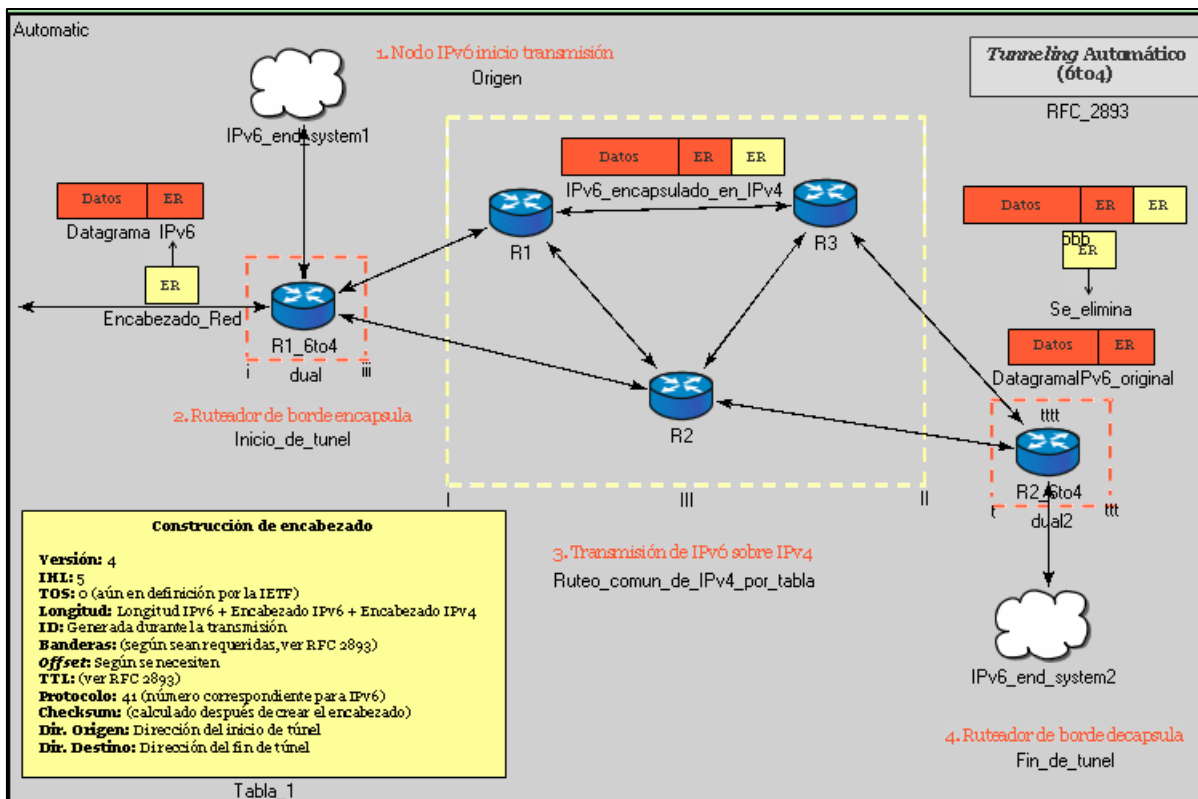 Automatic
1. Nodo IPv6 inicio transmisión
Origen
Tunneling Automático
(6to4)
RFC_2893
IPv6_end_system1
Datos ER
IPv6_encapsulado_en_IPv4
Datos ER ER
Datagrama IPv6
R1
R3
Datos ER ER
bbb
ER
Se_elimina
ER
Encabezado_Red
R1_6to4
i dual iii
Datos ER
DatagramaIPv6_original
2. Ruteador de borde encapsula
Inicio_de_tunel
R2
tttt
R2_6to4
t dual2 ttt
I III II
3. Transmisión de IPv6 sobre IPv4
Ruteo_comun_de_IPv4_por_tabla
Construcción de encabezado
Versión: 4
IHL: 5
TOS: 0 (aún en definición por la IETF)
Longitud: Longitud IPv6 + Encabezado IPv6 + Encabezado IPv4
ID: Generada durante la transmisión
Banderas: (según sean requeridas, ver RFC 2893)
Offset: Según se necesiten
TTL: (ver RFC 2893)
Protocolo: 41 (número correspondiente para IPv6)
Checksum: (calculado después de crear el encabezado)
Dir. Origen: Dirección del inicio de túnel
Dir. Destino: Dirección del fin de túnel
Tabla_1
IPv6_end_system2
4. Ruteador de borde decapsula
Fin_de_tunel